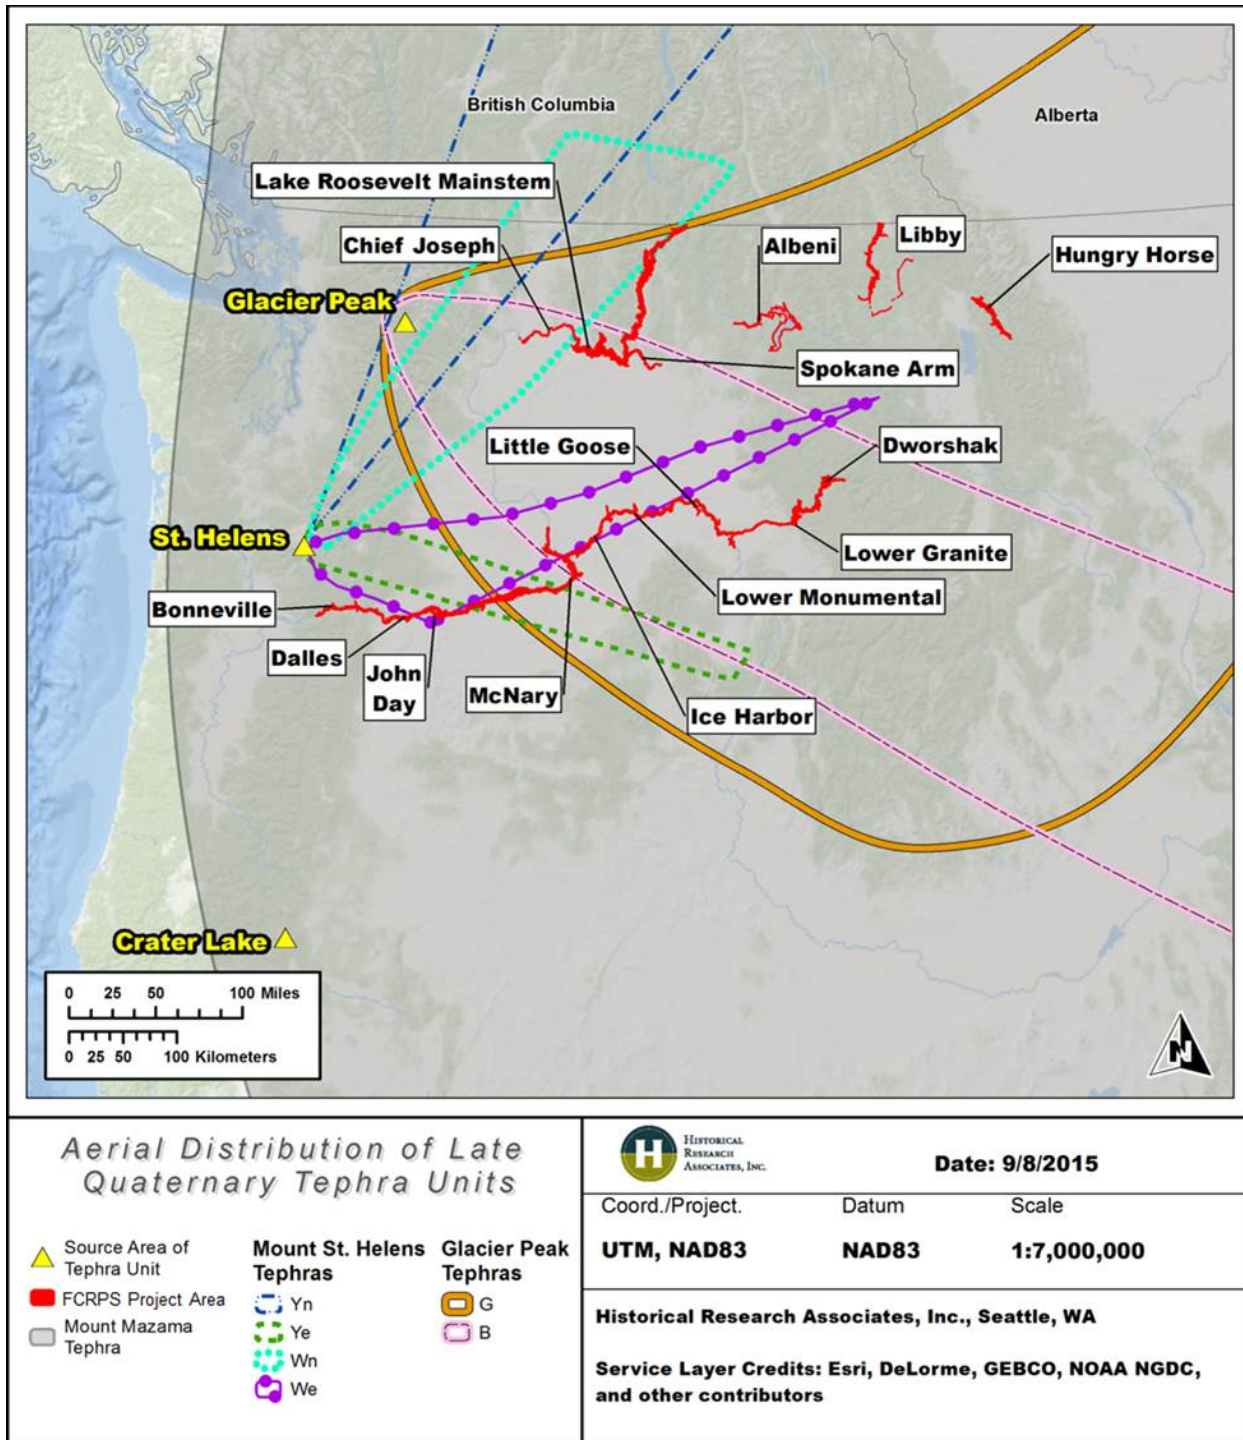 British Columbia
Alberta
Lake Roosevelt Mainstem
Chief Joseph
Albeni
Libby
Hungry Horse
Glacier Peak
Spokane Arm
Little Goose
Dworshak
St. Helens
Lower Granite
Bonneville
Lower Monumental
Dalles
John
Day
McNary
Ice Harbor
Crater Lake
0 25 50 100 Miles
0 25 50 100 Kilometers
N
Aerial Distribution of Late
Quaternary Tephra Units
Source Area of
Tephra Unit
FCRPS Project Area
Mount Mazama
Tephra
Mount St. Helens
Tephras
Yn
Ye
Wn
We
Glacier Peak
Tephras
G
B
H
HISTORICAL
RESEARCH
ASSOCIATES, INC.
Date: 9/8/2015
Coord./Project. Datum Scale
UTM, NAD83 NAD83 1:7,000,000
Historical Research Associates, Inc., Seattle, WA
Service Layer Credits: Esri, DeLorme, GEBCO, NOAA NGDC,
and other contributors